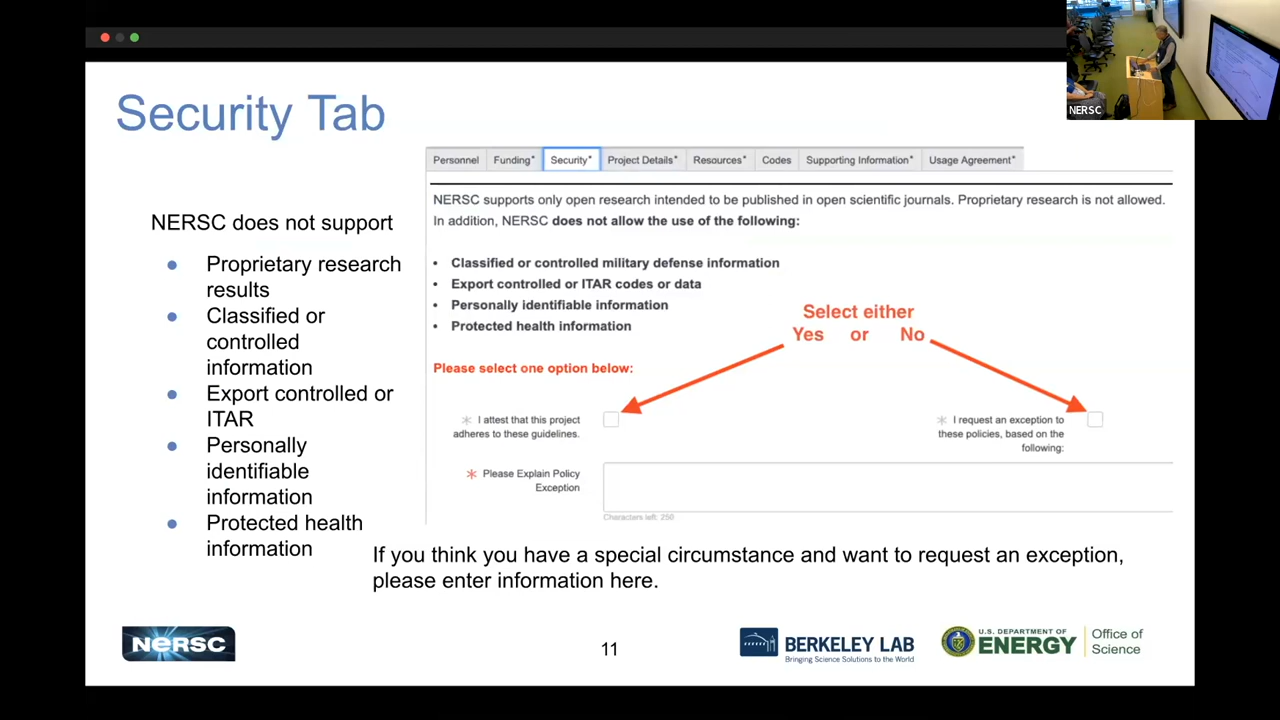 NERSC
Security Tab
NERSC does not support
● Proprietary research
results
● Classified or
controlled
information
● Export controlled or
ITAR
● Personally
identifiable
information
● Protected health
information
Personnel Funding* Security* Project Details* Resources* Codes Supporting Information* Usage Agreement*
NERSC supports only open research intended to be published in open scientific journals. Proprietary research is not allowed.
In addition, NERSC does not allow the use of the following:
• Classified or controlled military defense information
• Export controlled or ITAR codes or data
• Personally identifiable information
• Protected health information
Select either
Yes or No
Please select one option below:
* I attest that this project
adheres to these guidelines.
* I request an exception to
these policies, based on the
following:
* Please Explain Policy
Exception
Characters left: 250
If you think you have a special circumstance and want to request an exception,
please enter information here.
NERSC
11
BERKELEY LAB
Bringing Science Solutions to the World
U.S. DEPARTMENT OF
ENERGY
Office of
Science